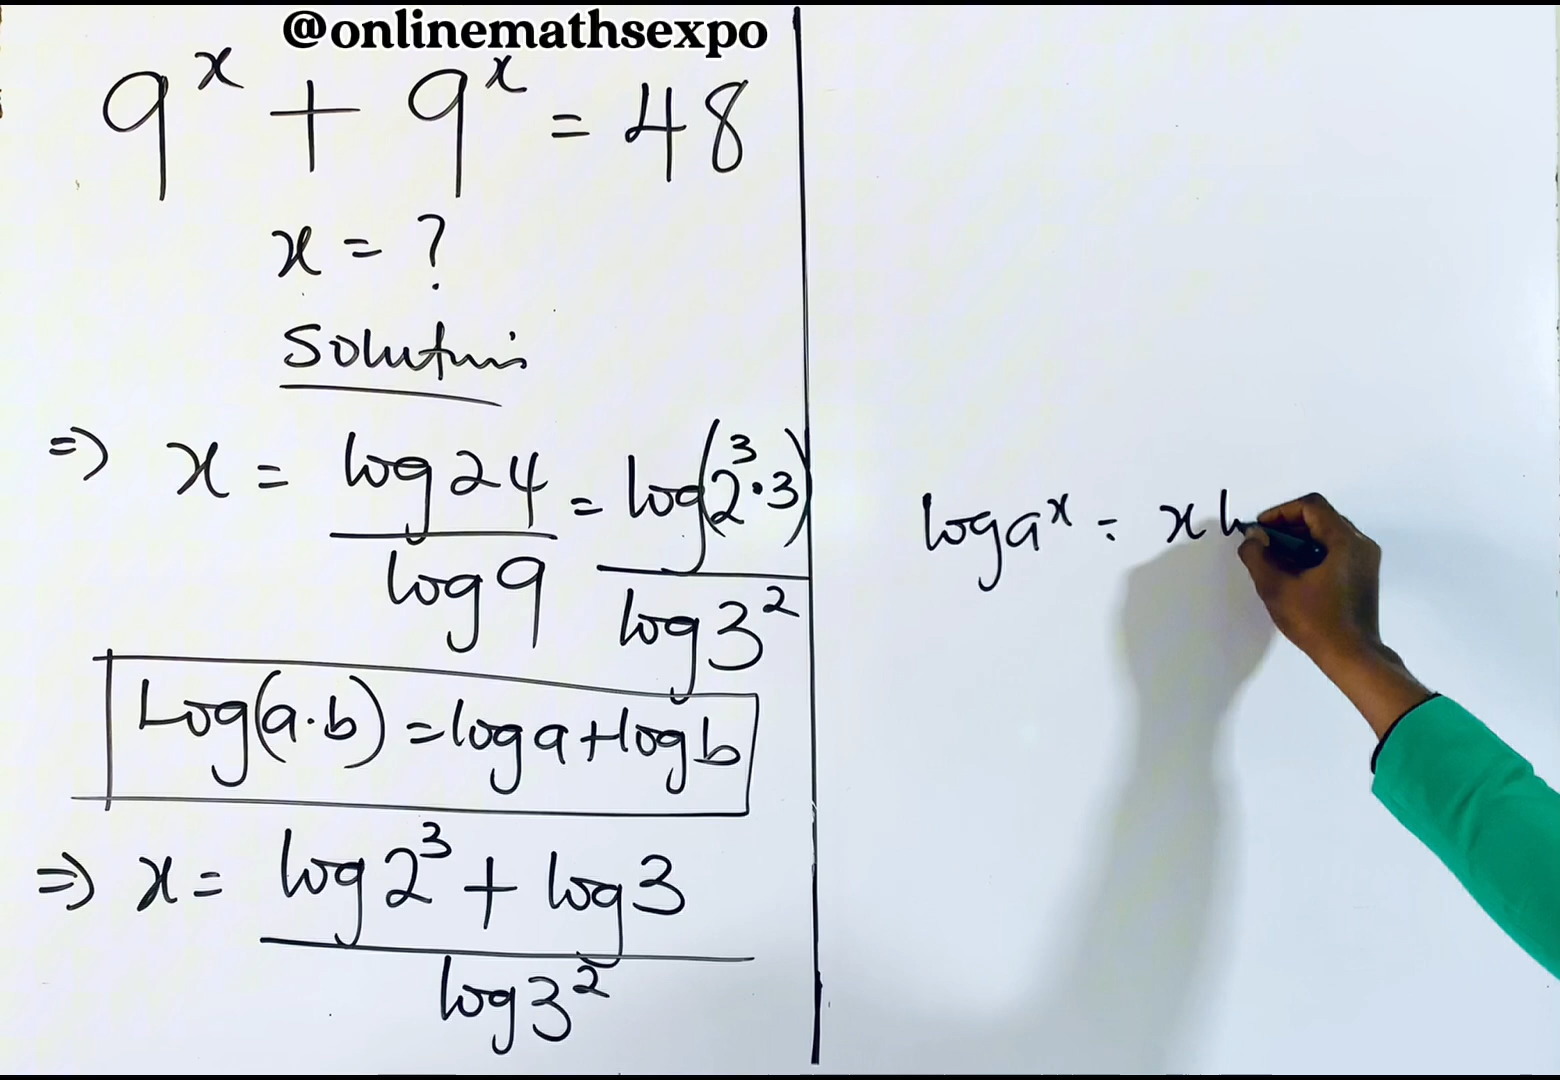 @onlinemathsexpo
9^x + 9^x = 48
x = ?
Solution
=> x = log 24 / log 9 = log(2^3 · 3) / log 3^2
Log(a·b) = log a + log b
=> x = log 2^3 + log 3 / log 3^2
log a^x = x l